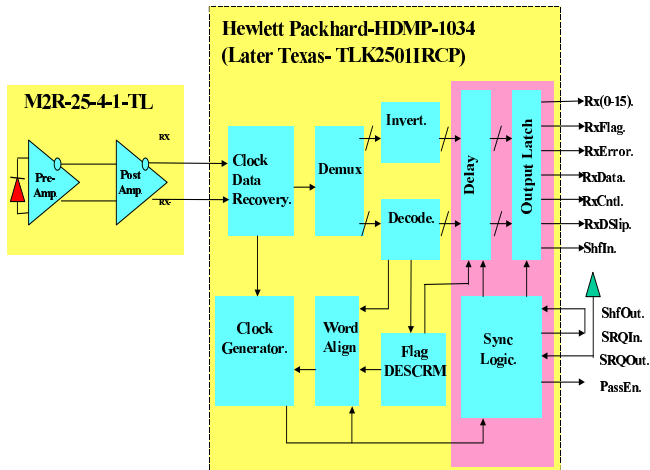 Hewlett Packhard-HDMP-1034
(Later Texas- TLK2501IRCP)
M2R-25-4-1-TL
RX
RX-
Pre-
Amp.
Post
Amp.
Clock
Data
Recovery.
Demux
Invert.
Decode.
Delay
Output Latch
Rx(0-15).
RxFlag.
RxError.
RxData.
RxCntl.
RxDSlip.
ShfIn.
Clock
Generator.
Word
Align
Flag
DESCRM
Sync
Logic.
ShfOut.
SRQIn.
SRQOut.
PassEn.